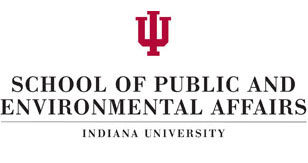 SCHOOL OF PUBLIC AND
ENVIRONMENTAL AFFAIRS
INDIANA UNIVERSITY